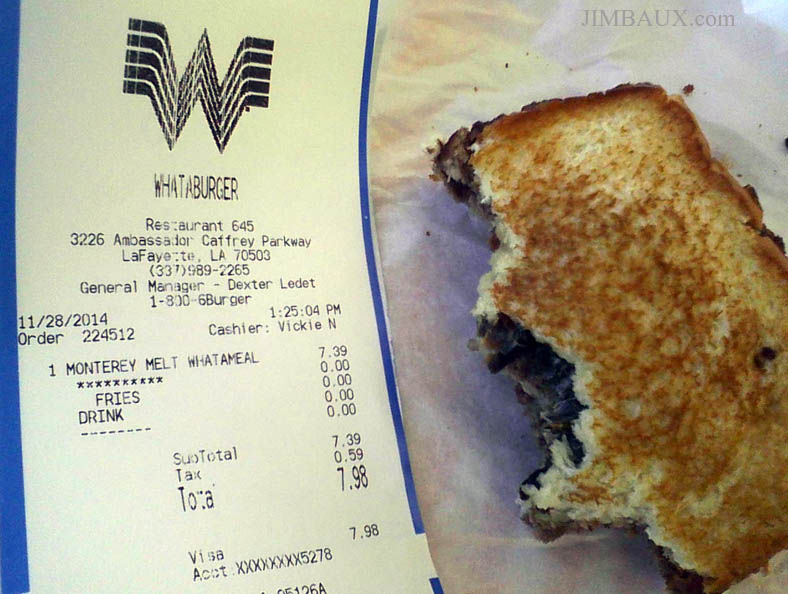 JIMBAUX.com
W
WHATABURGER
Restaurant 645
3226 Ambassador Caffrey Parkway
LaFayette, LA 70503
(337)989-2265
General Manager - Dexter Ledet
1-800-6Burger
11/28/2014 1:25:04 PM
Order 224512 Cashier: Vickie N
1 MONTEREY MELT WHATAMEAL 7.39
********** 0.00
FRIES 0.00
DRINK 0.00
-------- 0.00
SubTotal 7.39
Tax 0.59
Total 7.98
Visa 7.98
Acct:XXXXXXXX5278
05126A